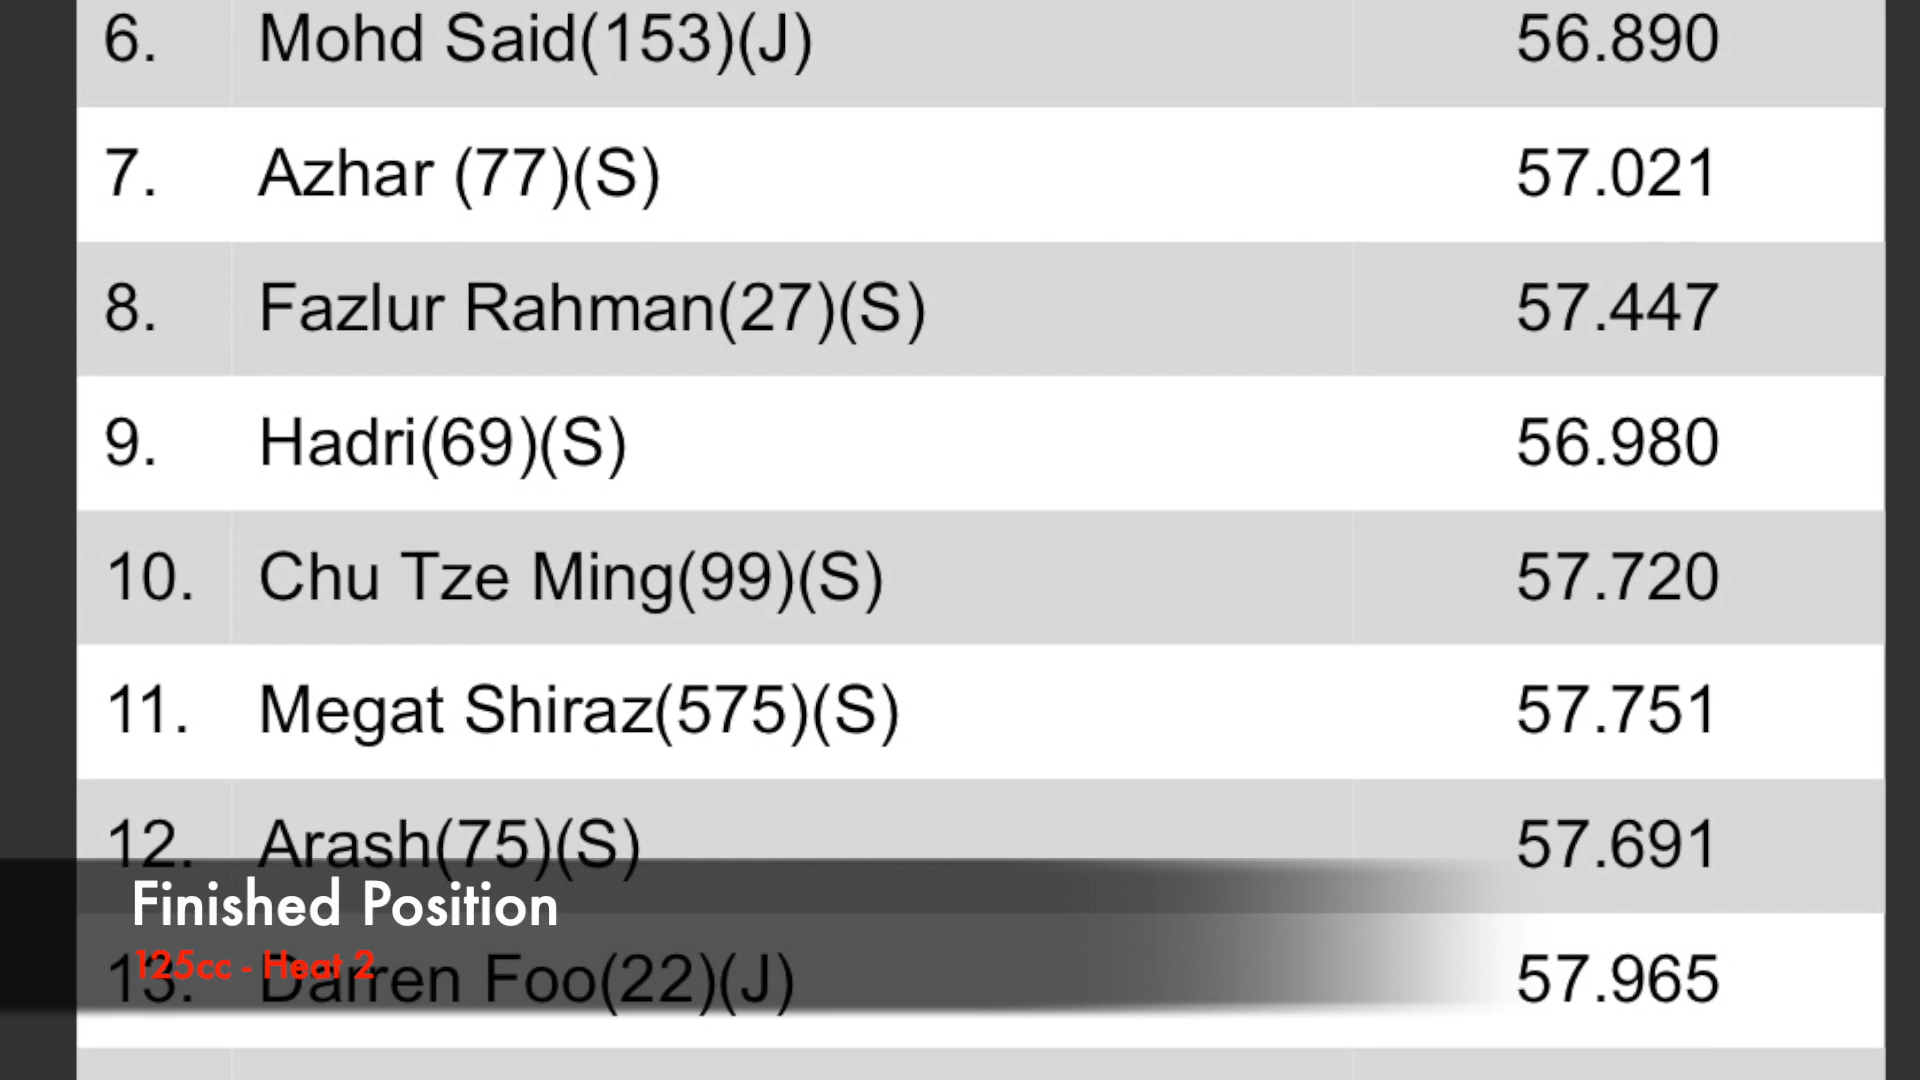 6. Mohd Said(153)(J) 56.890
7. Azhar (77)(S) 57.021
8. Fazlur Rahman(27)(S) 57.447
9. Hadri(69)(S) 56.980
10. Chu Tze Ming(99)(S) 57.720
11. Megat Shiraz(575)(S) 57.751
12. Arash(75)(S) 57.691
Finished Position
125cc - Heat 2
13. Darren Foo(22)(J) 57.965